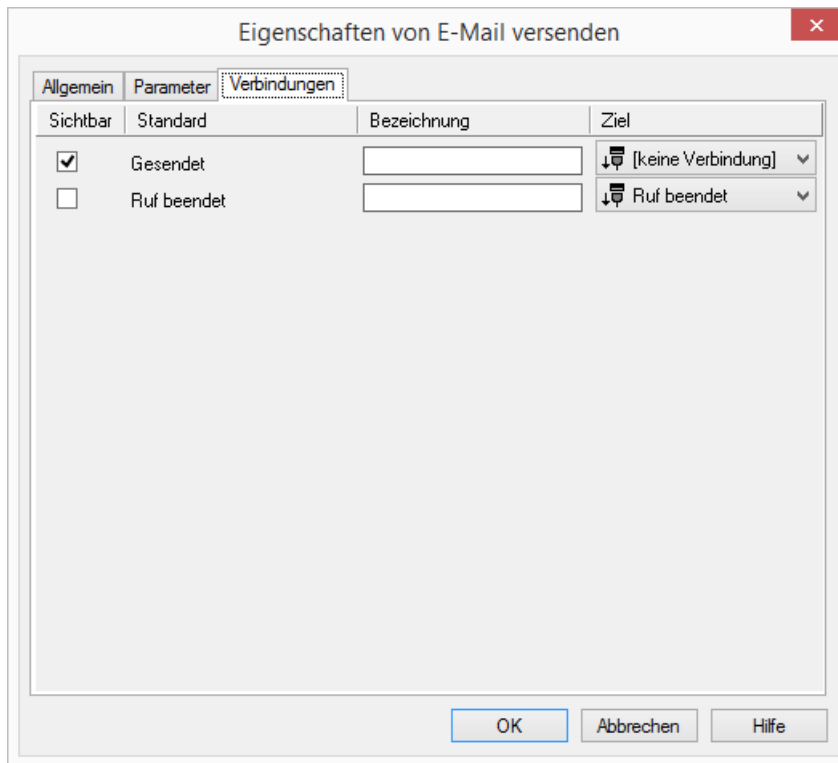 Eigenschaften von E-Mail versenden
Allgemein Parameter Verbindungen
Sichtbar Standard Bezeichnung Ziel
Gesendet [keine Verbindung]
Ruf beendet Ruf beendet
OK Abbrechen Hilfe